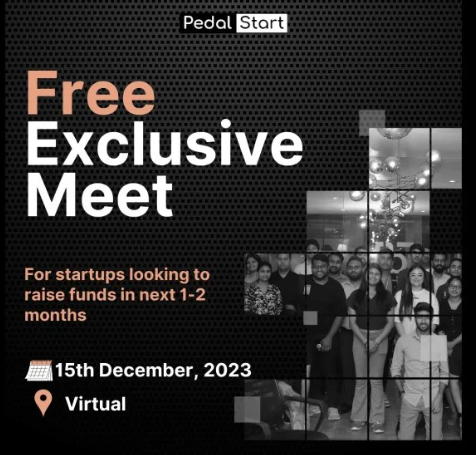 Pedal Start
Free
Exclusive
Meet
For startups looking to
raise funds in next 1-2
months
15th December, 2023
Virtual